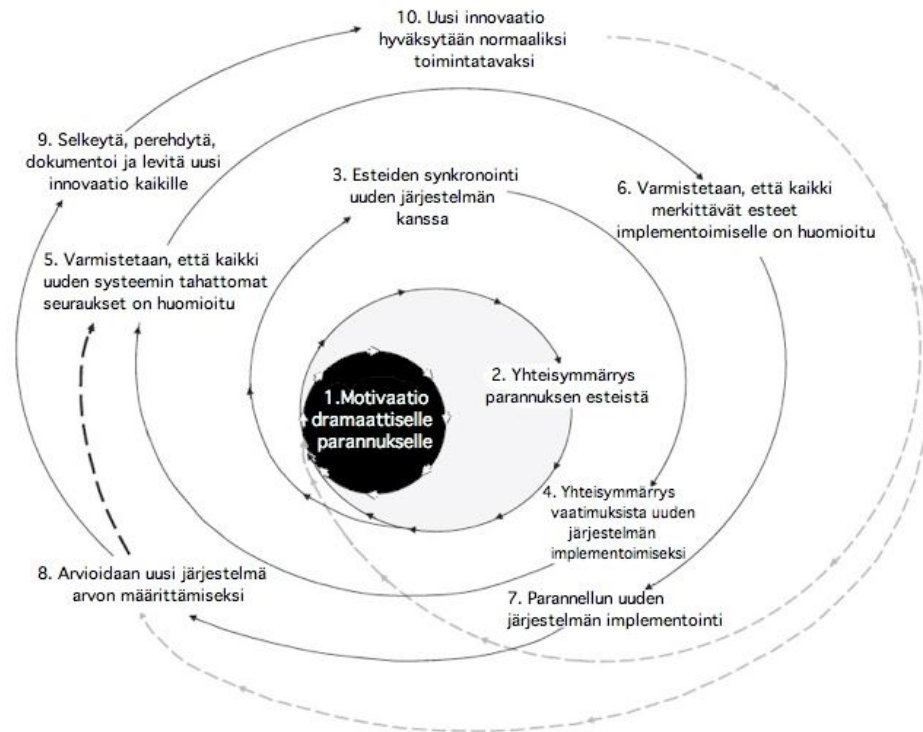 10. Uusi innovaatio
hyväksytään normaaliksi
toimintatavaksi
9. Selkeytä, perehdytä,
dokumentoi ja levitä uusi
innovaatio kaikille
3. Esteiden synkronointi
uuden järjestelmän
kanssa
6. Varmistetaan, että kaikki
merkittävät esteet
implementoimiselle on huomioitu
5. Varmistetaan, että kaikki
uuden systeemin tahattomat
seuraukset on huomioitu
2. Yhteisymmärrys
parannuksen esteistä
1.Motivaatio
dramaattiselle
parannukselle
4. Yhteisymmärrys
vaatimuksista uuden
järjestelmän
implementoimiseksi
8. Arvioidaan uusi järjestelmä
arvon määrittämiseksi
7. Parannellun uuden
järjestelmän implementointi